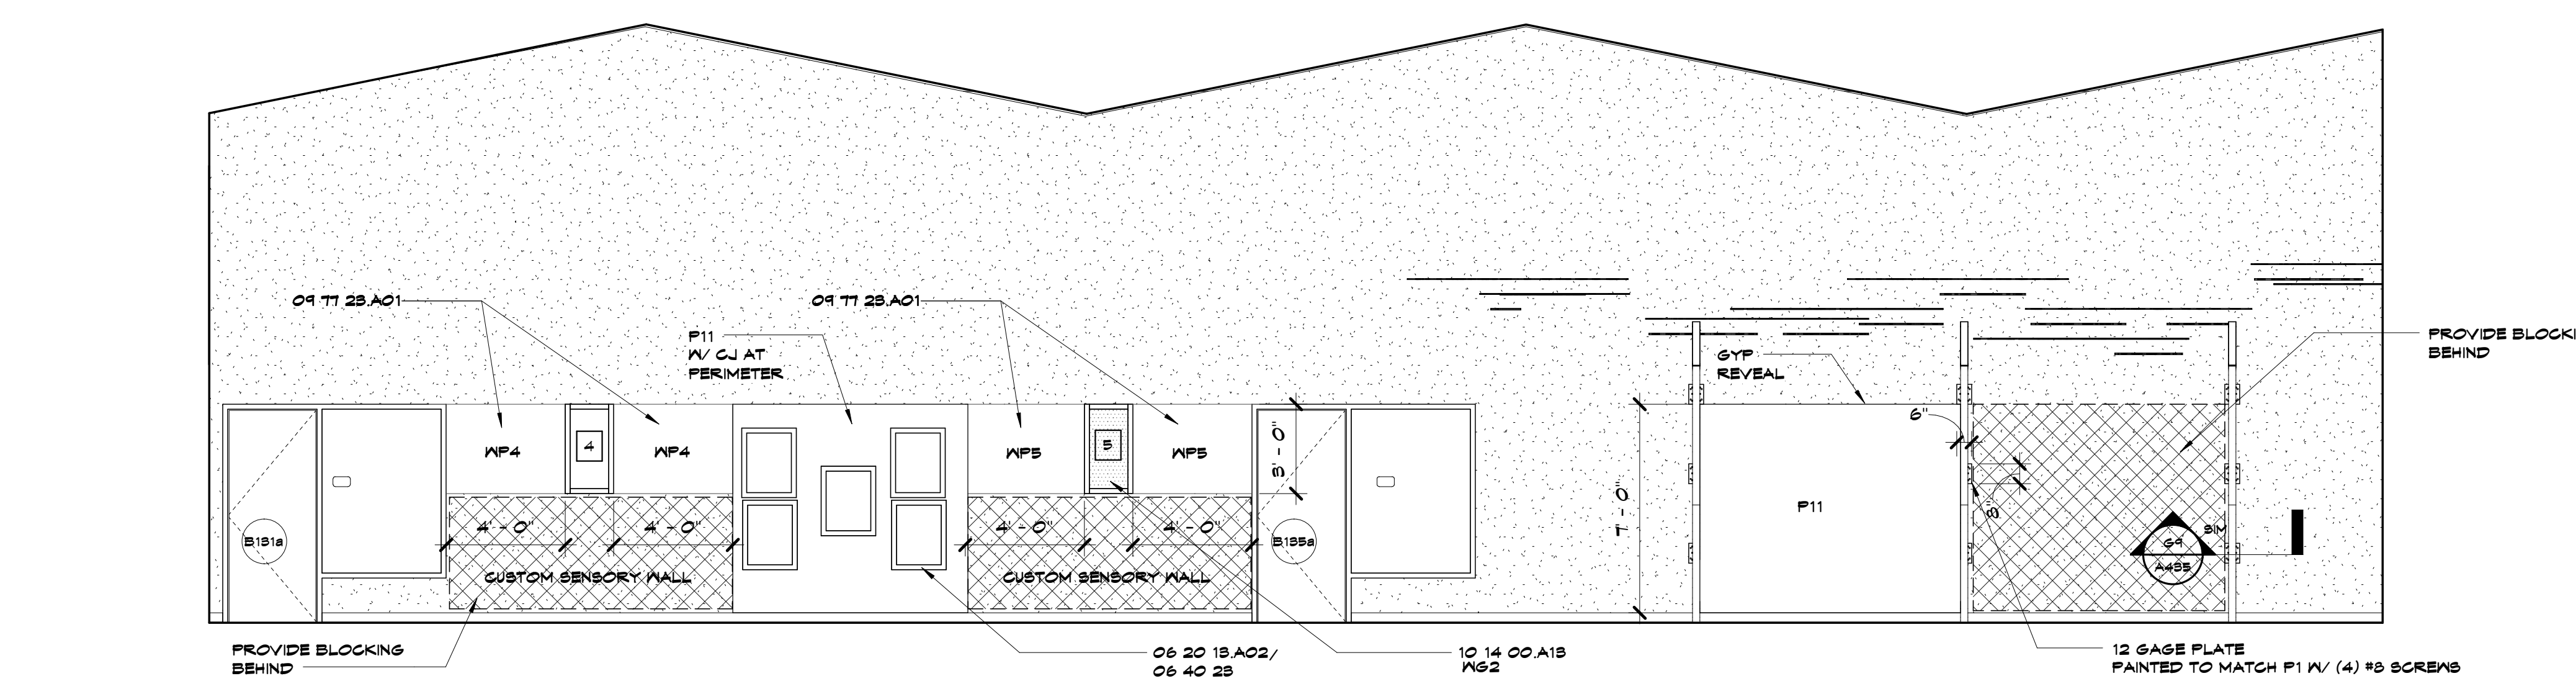 09 77 23.A01
09 77 23.A01
P11
W/ CJ AT
PERIMETER
GYP
REVEAL
PROVIDE BLOCKI
BEHIND
WP4
4
WP4
WP5
5
WP5
3' - 0"
6"
7' - 0"
P11
8"
4' - 0"
4' - 0"
4' - 0"
4' - 0"
B131a
B135a
SIM
G9
A435
CUSTOM SENSORY WALL
CUSTOM SENSORY WALL
PROVIDE BLOCKING
BEHIND
06 20 13.A02/
06 40 23
10 14 00.A13
WG2
12 GAGE PLATE
PAINTED TO MATCH P1 W/ (4) #8 SCREWS